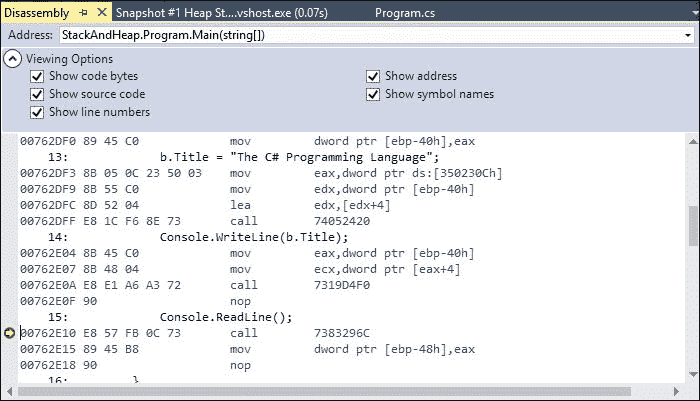 Disassembly Snapshot #1 Heap St...vshost.exe (0.07s) Program.cs
Address: StackAndHeap.Program.Main(string[])
Viewing Options
Show code bytes Show address
Show source code Show symbol names
Show line numbers
00762DF0 89 45 C0 mov dword ptr [ebp-40h],eax
13: b.Title = "The C# Programming Language";
00762DF3 8B 05 0C 23 50 03 mov eax,dword ptr ds:[350230Ch]
00762DF9 8B 55 C0 mov edx,dword ptr [ebp-40h]
00762DFC 8D 52 04 lea edx,[edx+4]
00762DFF E8 1C F6 8E 73 call 74052420
14: Console.WriteLine(b.Title);
00762E04 8B 45 C0 mov eax,dword ptr [ebp-40h]
00762E07 8B 48 04 mov ecx,dword ptr [eax+4]
00762E0A E8 E1 A6 A3 72 call 7319D4F0
00762E0F 90 nop
15: Console.ReadLine();
00762E10 E8 57 FB 0C 73 call 7383296C
00762E15 89 45 B8 mov dword ptr [ebp-48h],eax
00762E18 90 nop
16: }